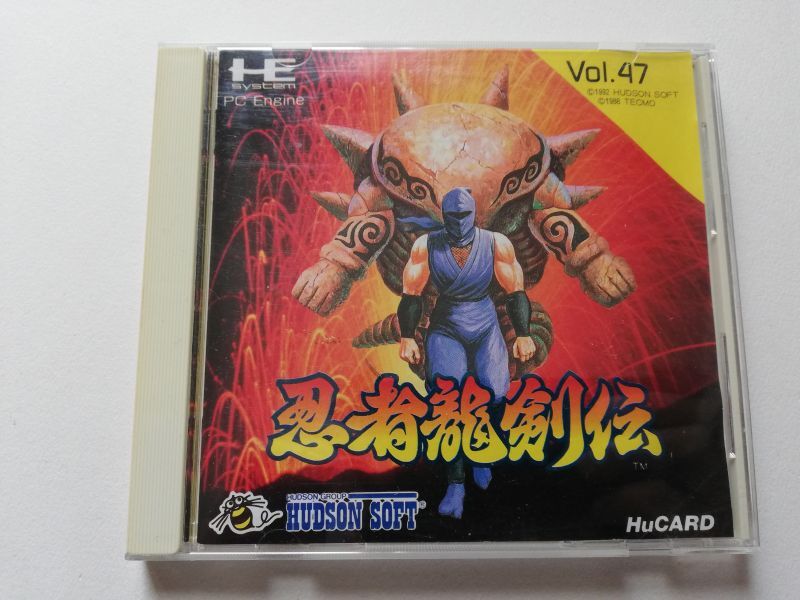 HE
system
PC Engine
Vol.47
©1992 HUDSON SOFT
©1988 TECMO
忍者龍剣伝
TM
HUDSON GROUP
HUDSON SOFT®
HuCARD